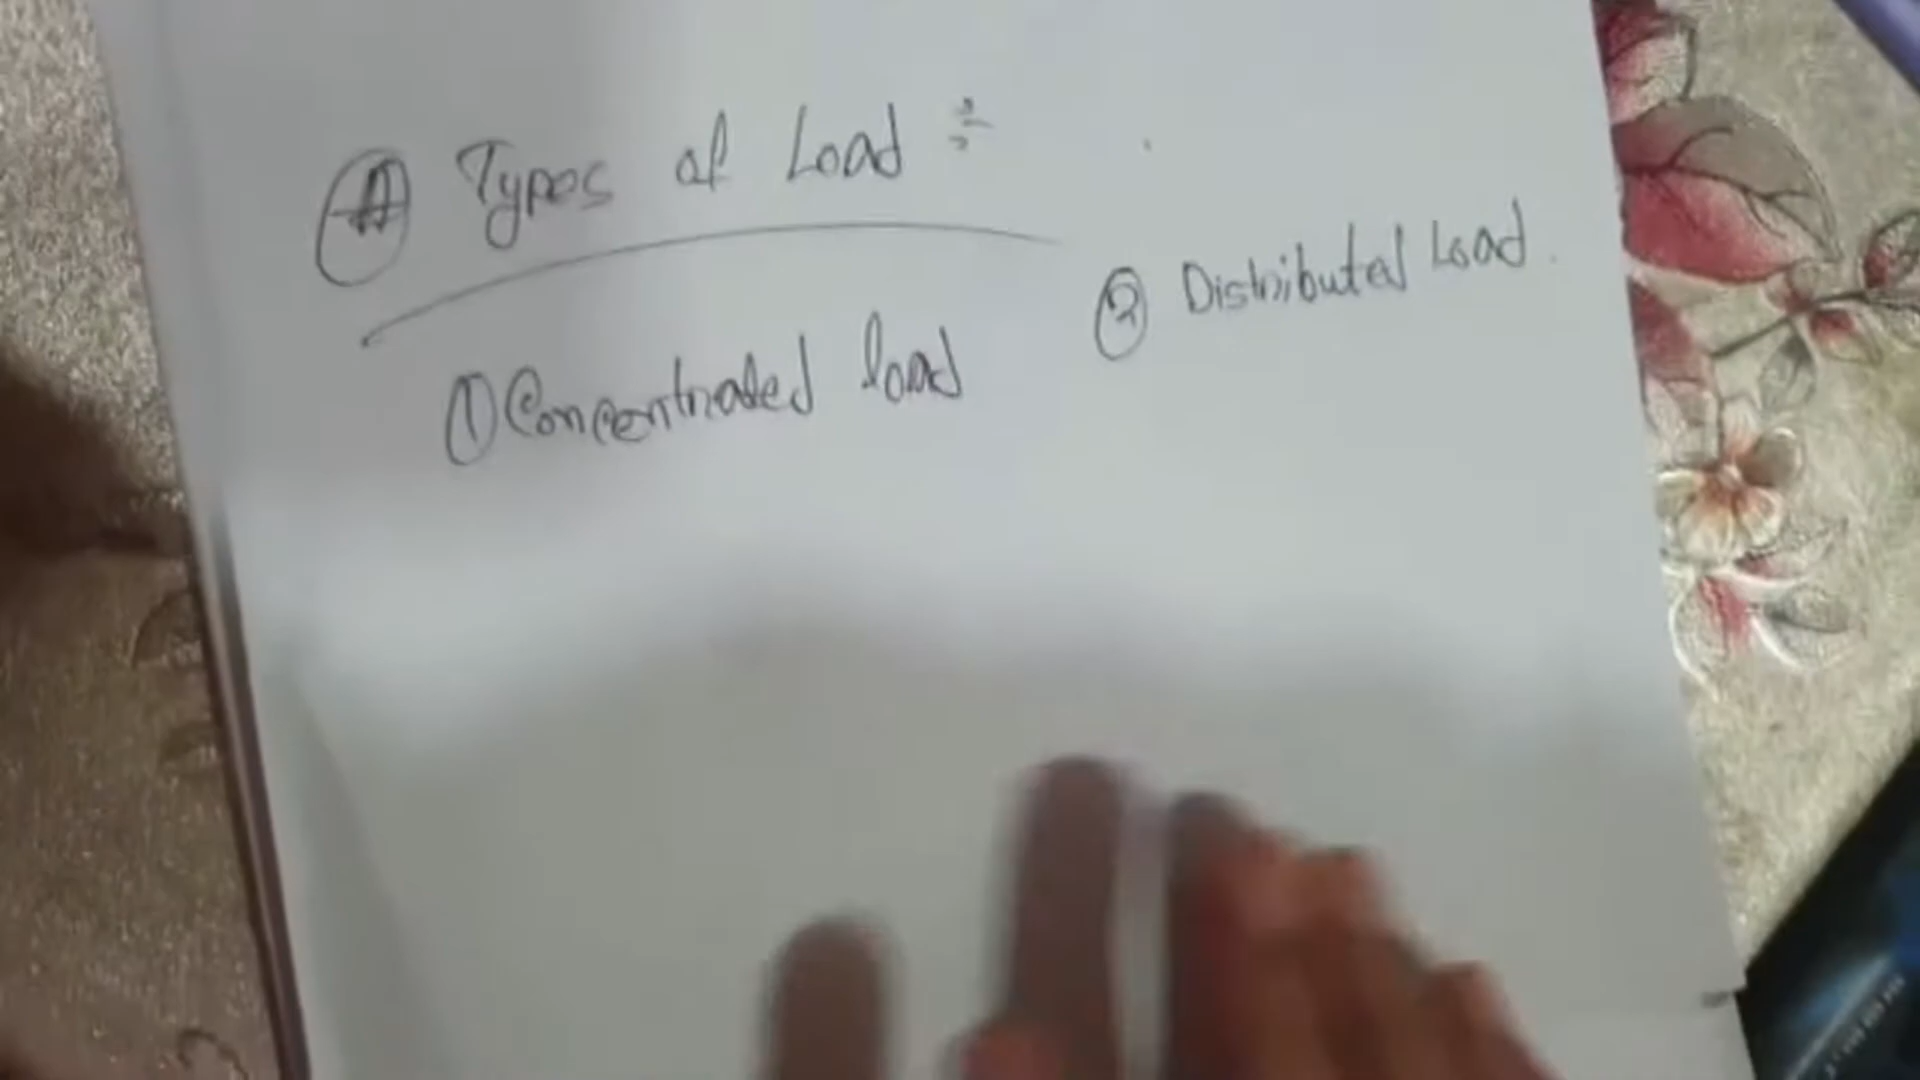 # Types of Load ÷
① Concentrated load
② Distributed Load.